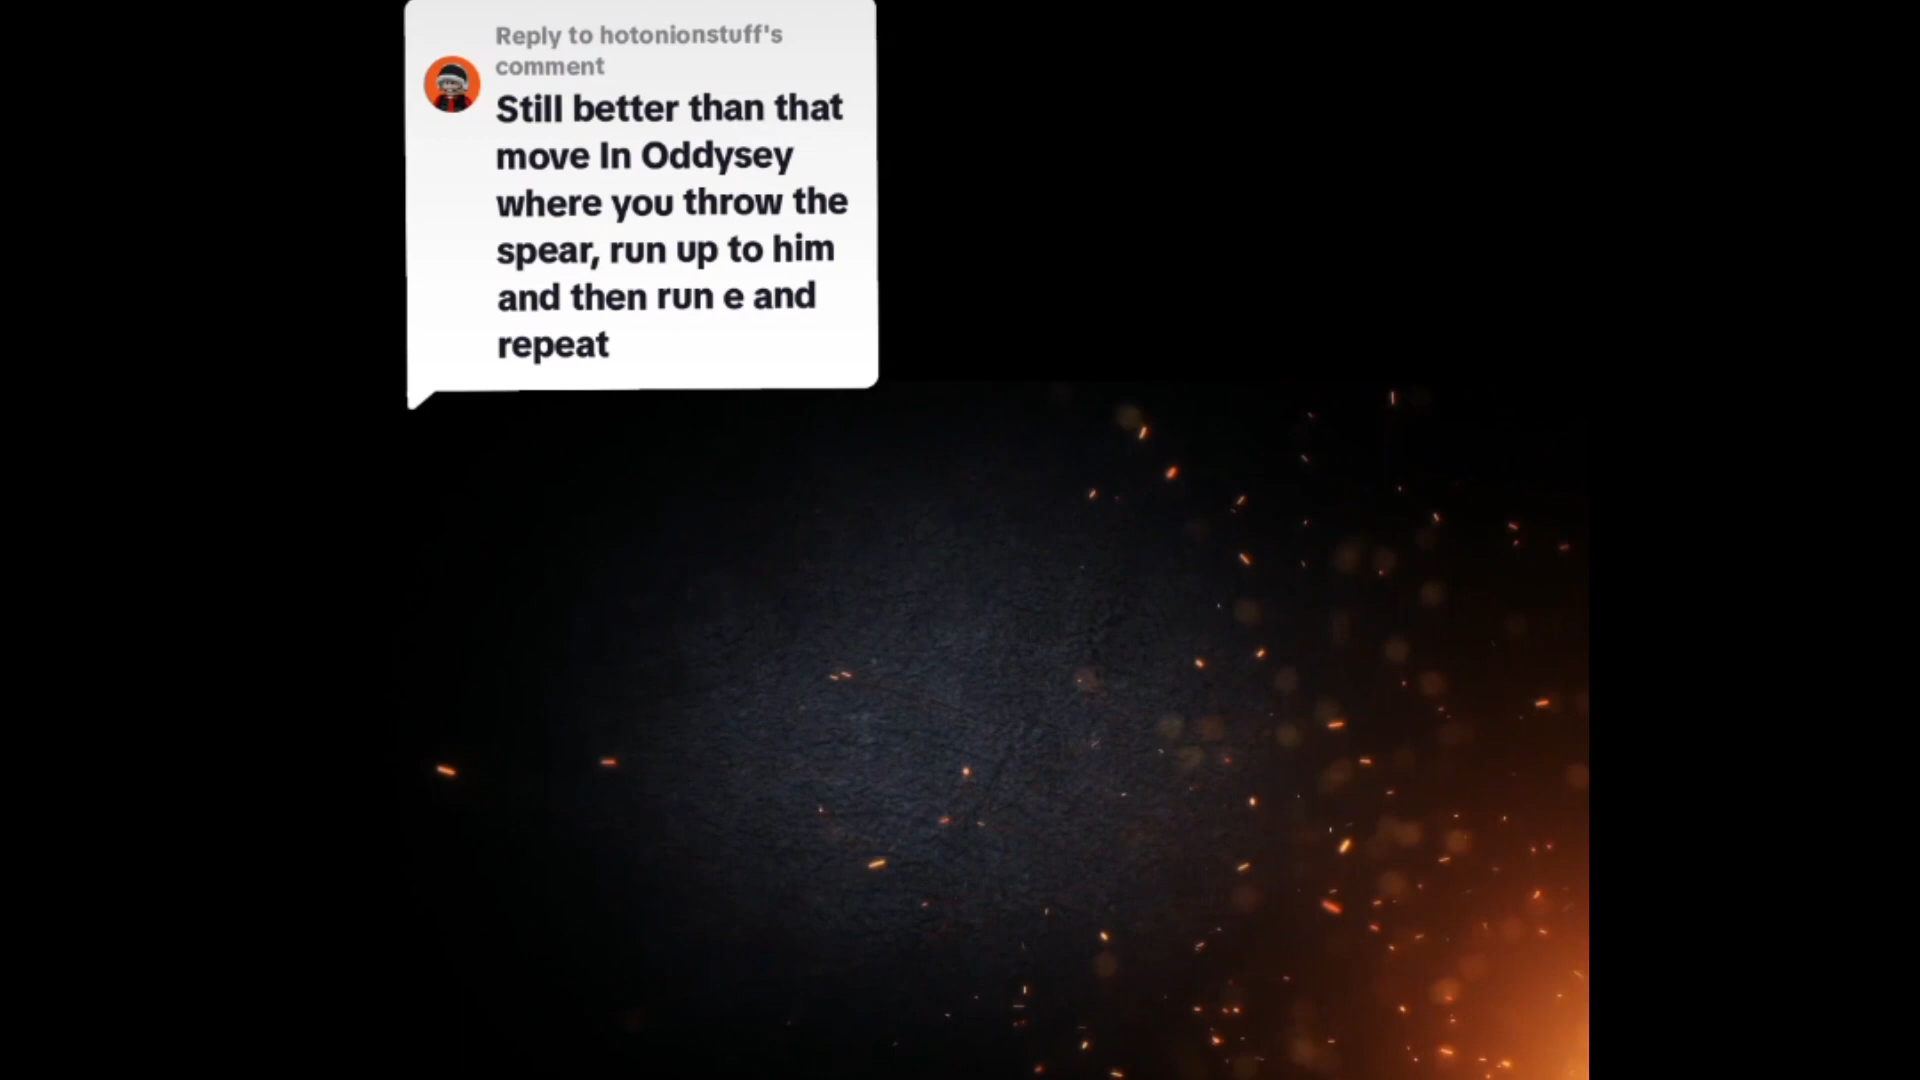 Reply to hotonionstuff's
comment
Still better than that
move In Oddysey
where you throw the
spear, run up to him
and then run e and
repeat